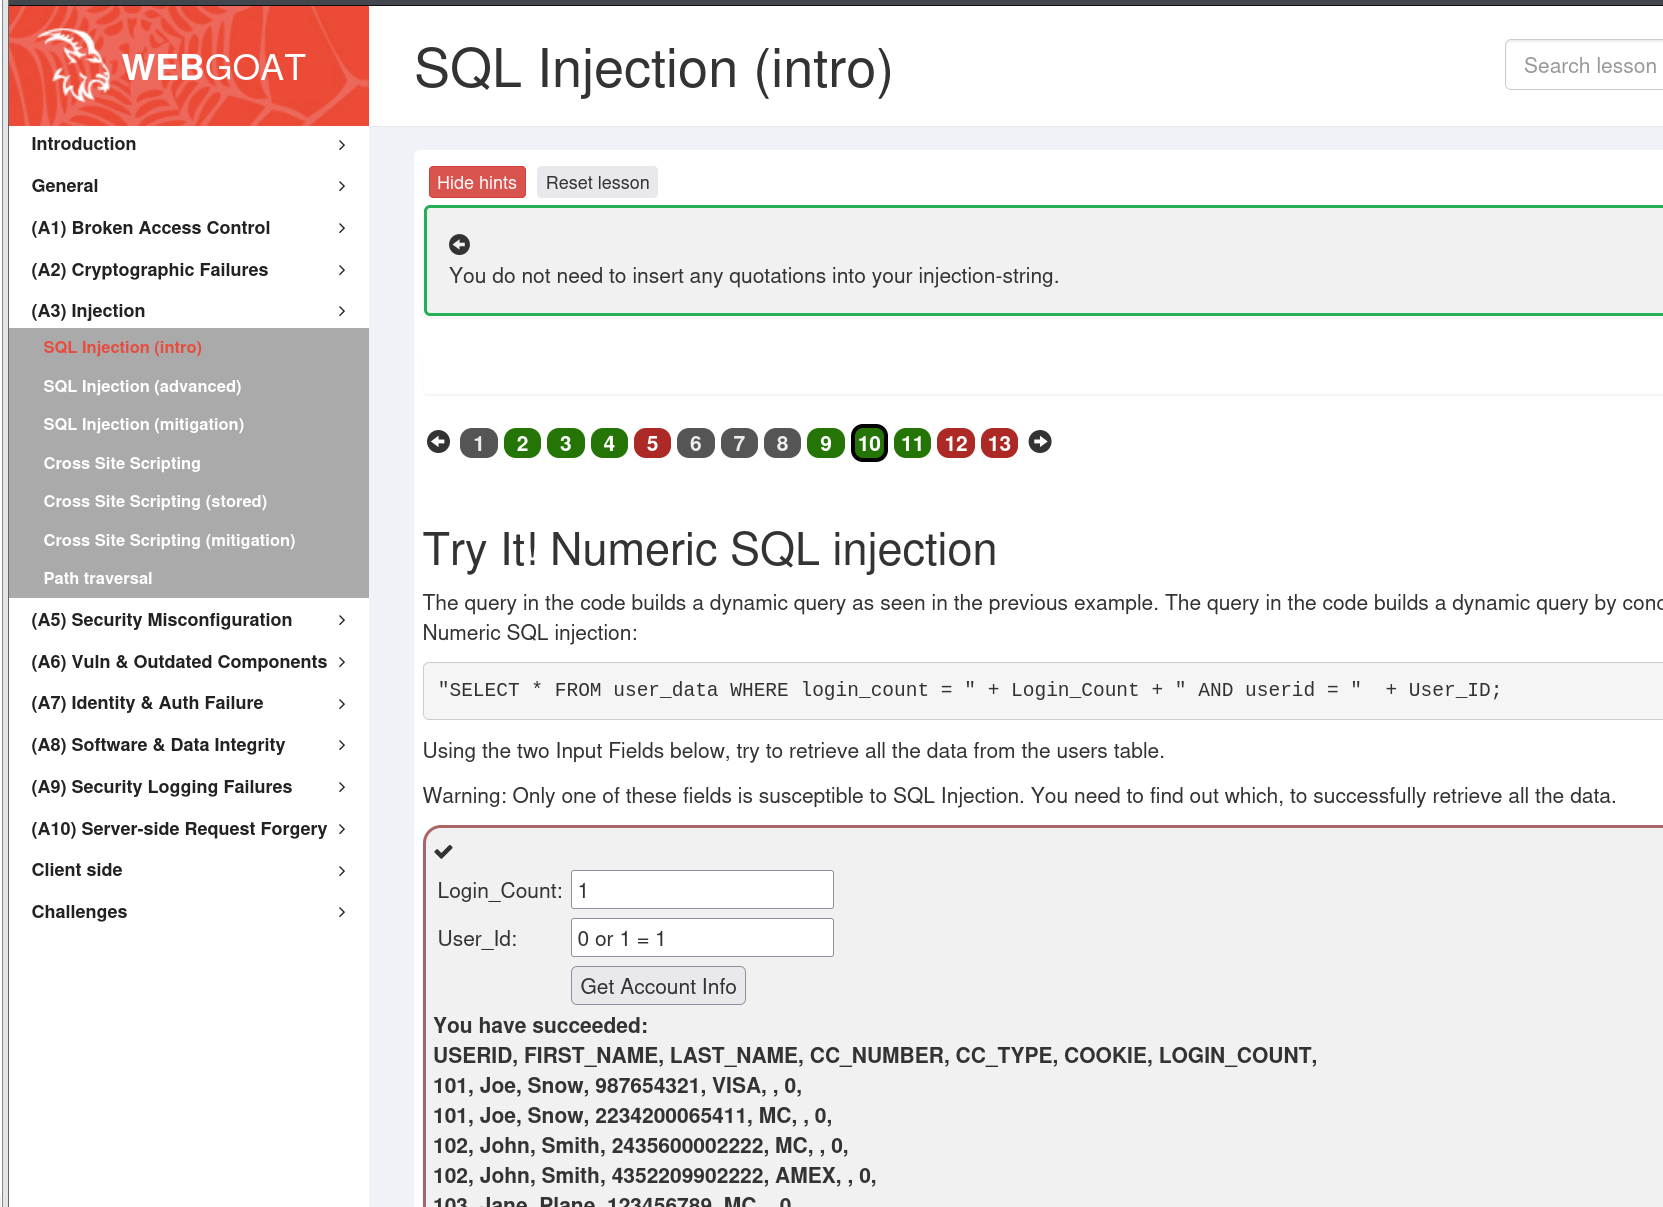 WEBGOAT
SQL Injection (intro)
Search lesson
Introduction
General
(A1) Broken Access Control
(A2) Cryptographic Failures
(A3) Injection
SQL Injection (intro)
SQL Injection (advanced)
SQL Injection (mitigation)
Cross Site Scripting
Cross Site Scripting (stored)
Cross Site Scripting (mitigation)
Path traversal
(A5) Security Misconfiguration
(A6) Vuln & Outdated Components
(A7) Identity & Auth Failure
(A8) Software & Data Integrity
(A9) Security Logging Failures
(A10) Server-side Request Forgery
Client side
Challenges
Hide hints Reset lesson
You do not need to insert any quotations into your injection-string.
1 2 3 4 5 6 7 8 9 10 11 12 13
Try It! Numeric SQL injection
The query in the code builds a dynamic query as seen in the previous example. The query in the code builds a dynamic query by conc
Numeric SQL injection:
"SELECT * FROM user_data WHERE login_count = " + Login_Count + " AND userid = "  + User_ID;
Using the two Input Fields below, try to retrieve all the data from the users table.
Warning: Only one of these fields is susceptible to SQL Injection. You need to find out which, to successfully retrieve all the data.
Login_Count: 1
User_Id: 0 or 1 = 1
Get Account Info
You have succeeded:
USERID, FIRST_NAME, LAST_NAME, CC_NUMBER, CC_TYPE, COOKIE, LOGIN_COUNT,
101, Joe, Snow, 987654321, VISA, , 0,
101, Joe, Snow, 2234200065411, MC, , 0,
102, John, Smith, 2435600002222, MC, , 0,
102, John, Smith, 4352209902222, AMEX, , 0,
103, Jane, Plane, 123456789, MC, , 0,